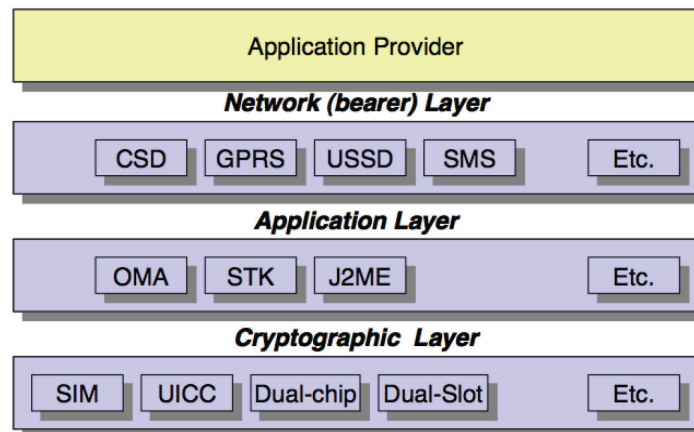 Application Provider
Network (bearer) Layer
CSD GPRS USSD SMS Etc.
Application Layer
OMA STK J2ME Etc.
Cryptographic Layer
SIM UICC Dual-chip Dual-Slot Etc.